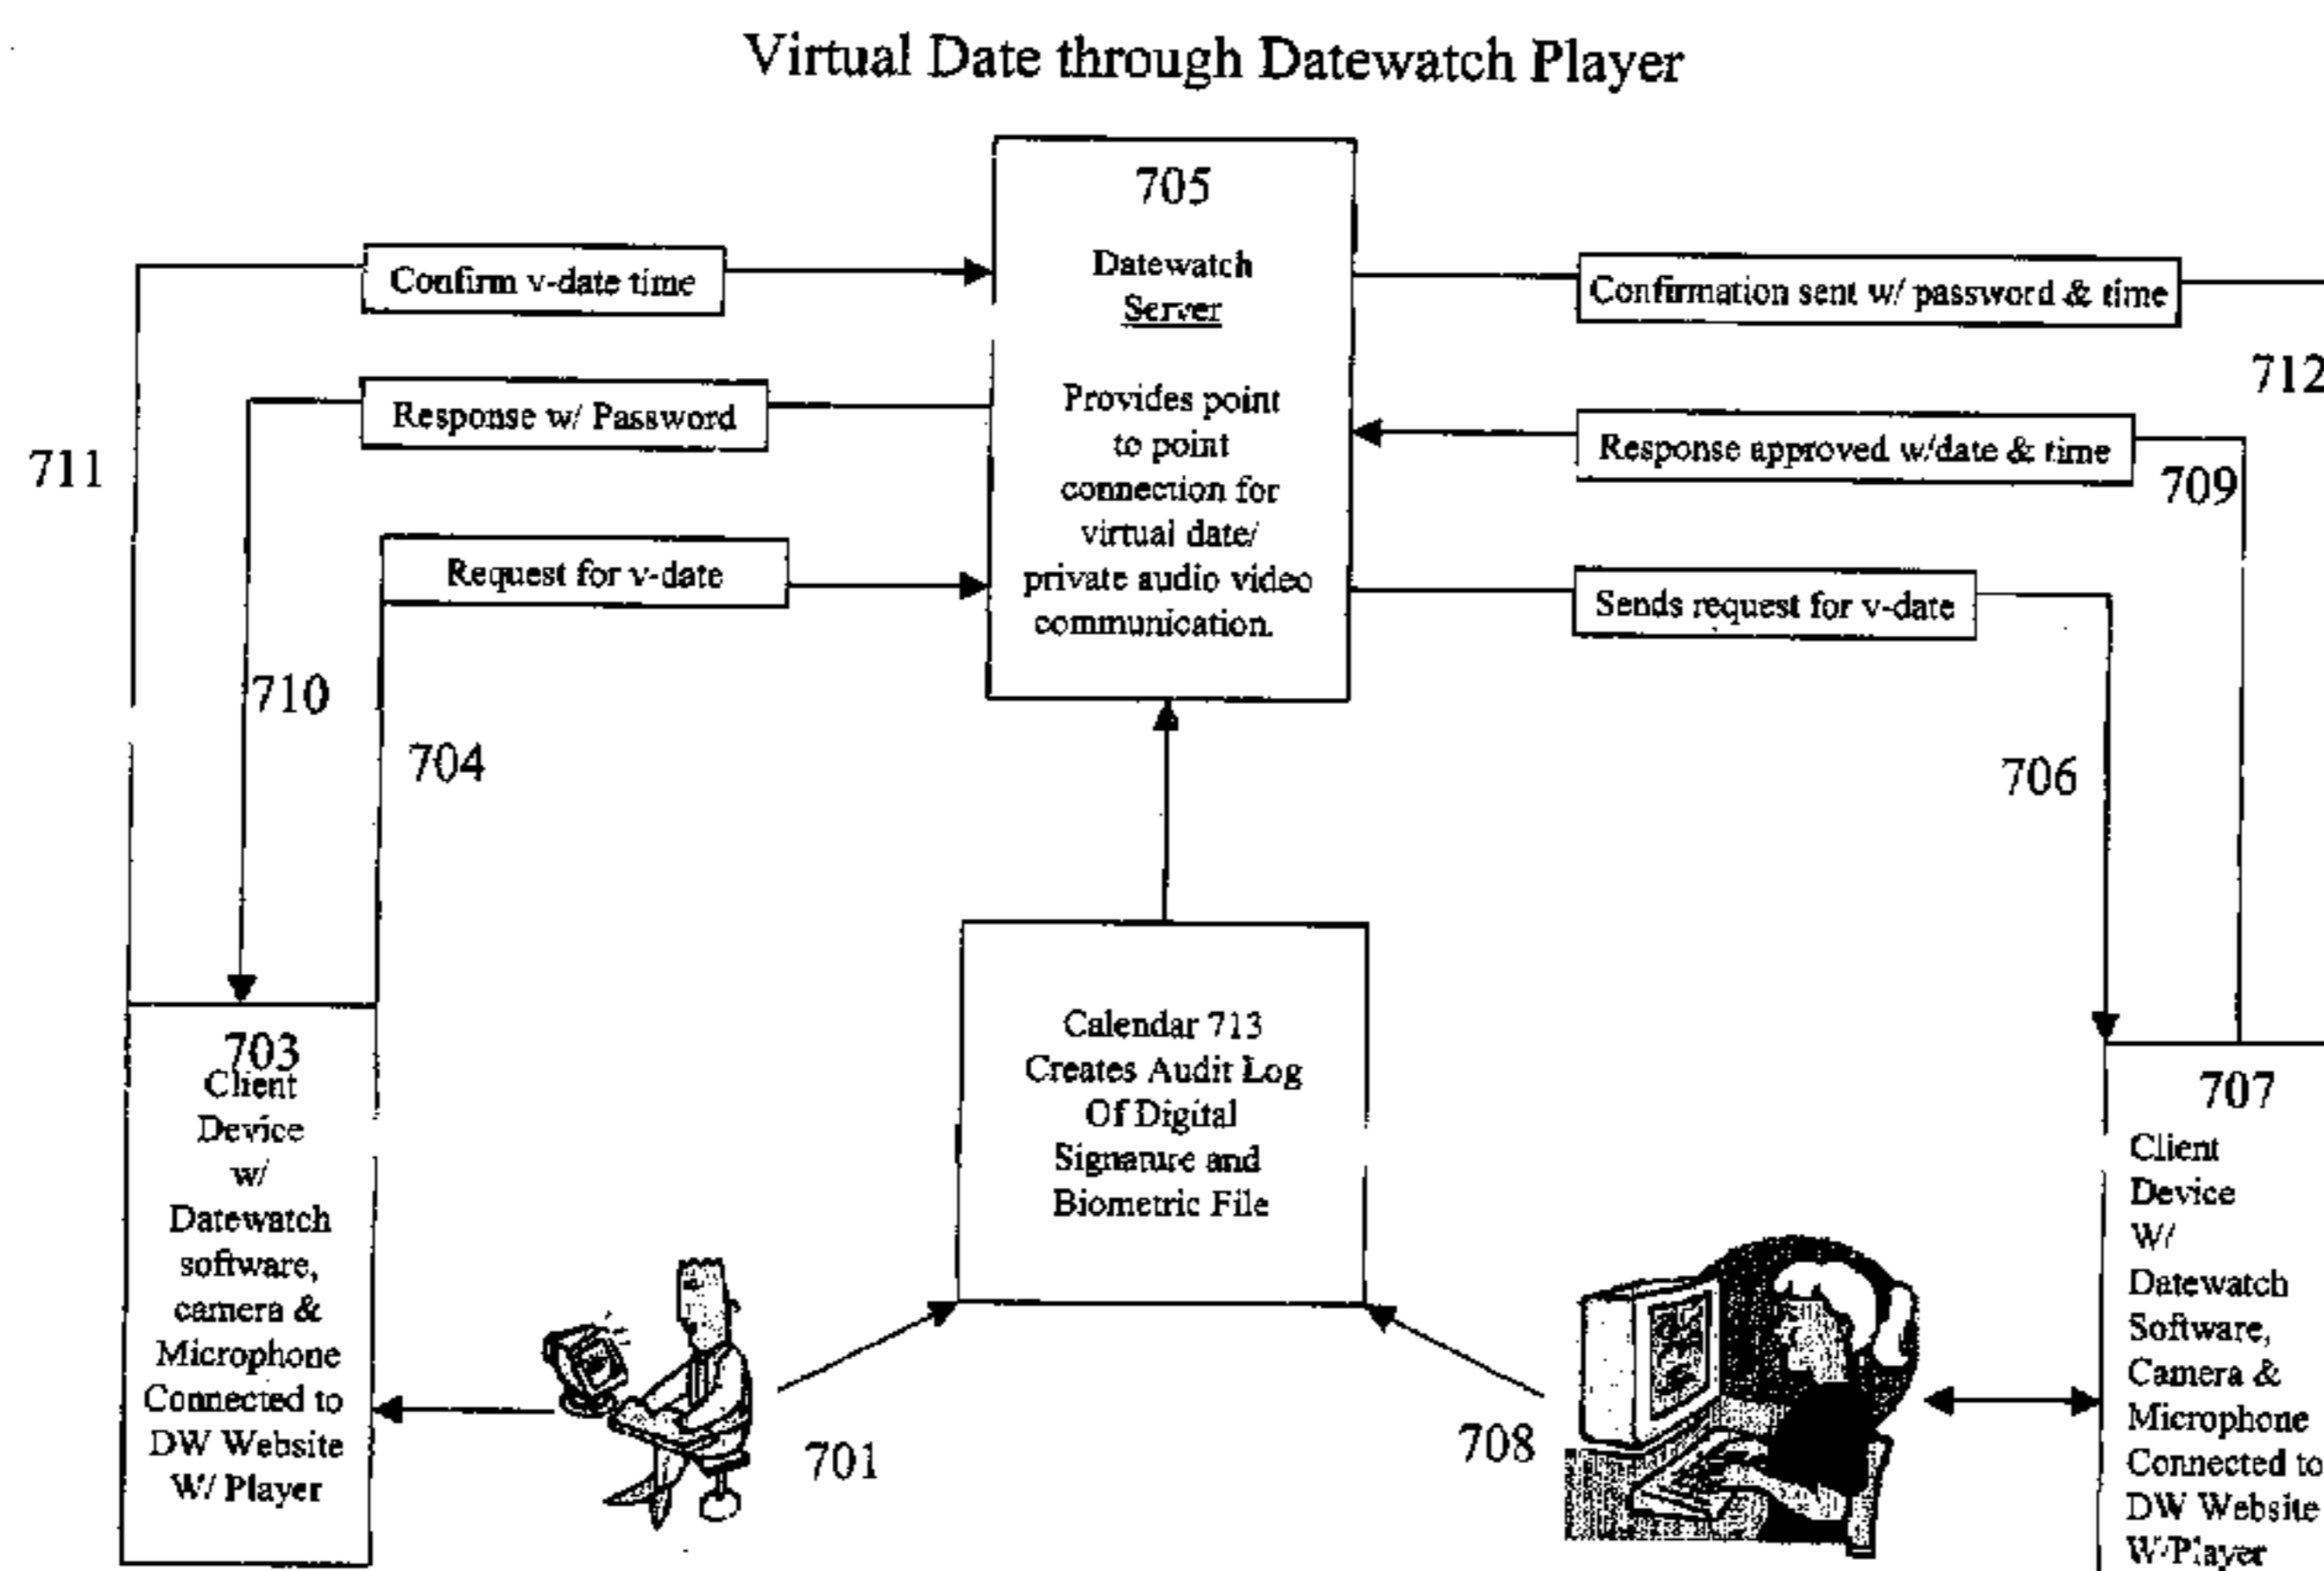 Virtual Date through Datewatch Player
705
Datewatch
Server
Provides point
to point
connection for
virtual date/
private audio video
communication.
Confirm v-date time
Response w/ Password
Request for v-date
711
710
704
Confirmation sent w/ password & time
712
Response approved w/date & time
709
Sends request for v-date
706
703
Client
Device
w/
Datewatch
software,
camera &
Microphone
Connected to
DW Website
W/ Player
701
Calendar 713
Creates Audit Log
Of Digital
Signature and
Biometric File
708
707
Client
Device
W/
Datewatch
Software,
Camera &
Microphone
Connected to
DW Website
W/Player